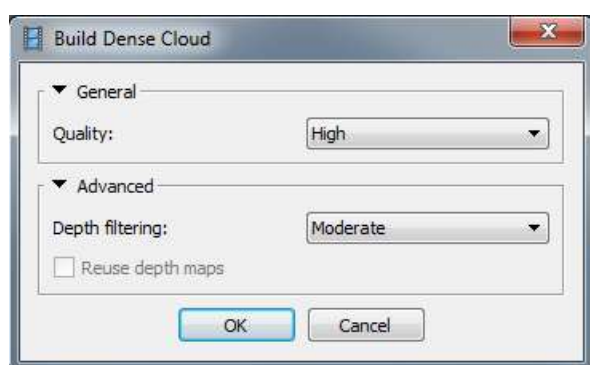 Build Dense Cloud
General
Quality: High
Advanced
Depth filtering: Moderate
Reuse depth maps
OK Cancel